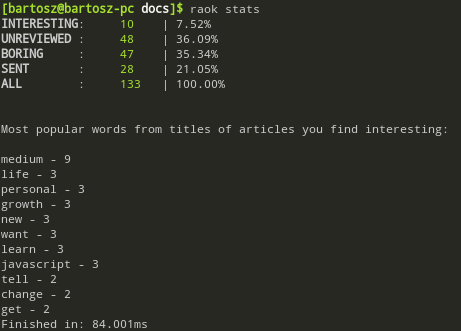 [bartosz@bartosz-pc docs]$ raok stats
INTERESTING: 10 | 7.52%
UNREVIEWED : 48 | 36.09%
BORING : 47 | 35.34%
SENT : 28 | 21.05%
ALL : 133 | 100.00%
Most popular words from titles of articles you find interesting:
medium - 9
life - 3
personal - 3
growth - 3
new - 3
want - 3
learn - 3
javascript - 3
tell - 2
change - 2
get - 2
Finished in: 84.001ms